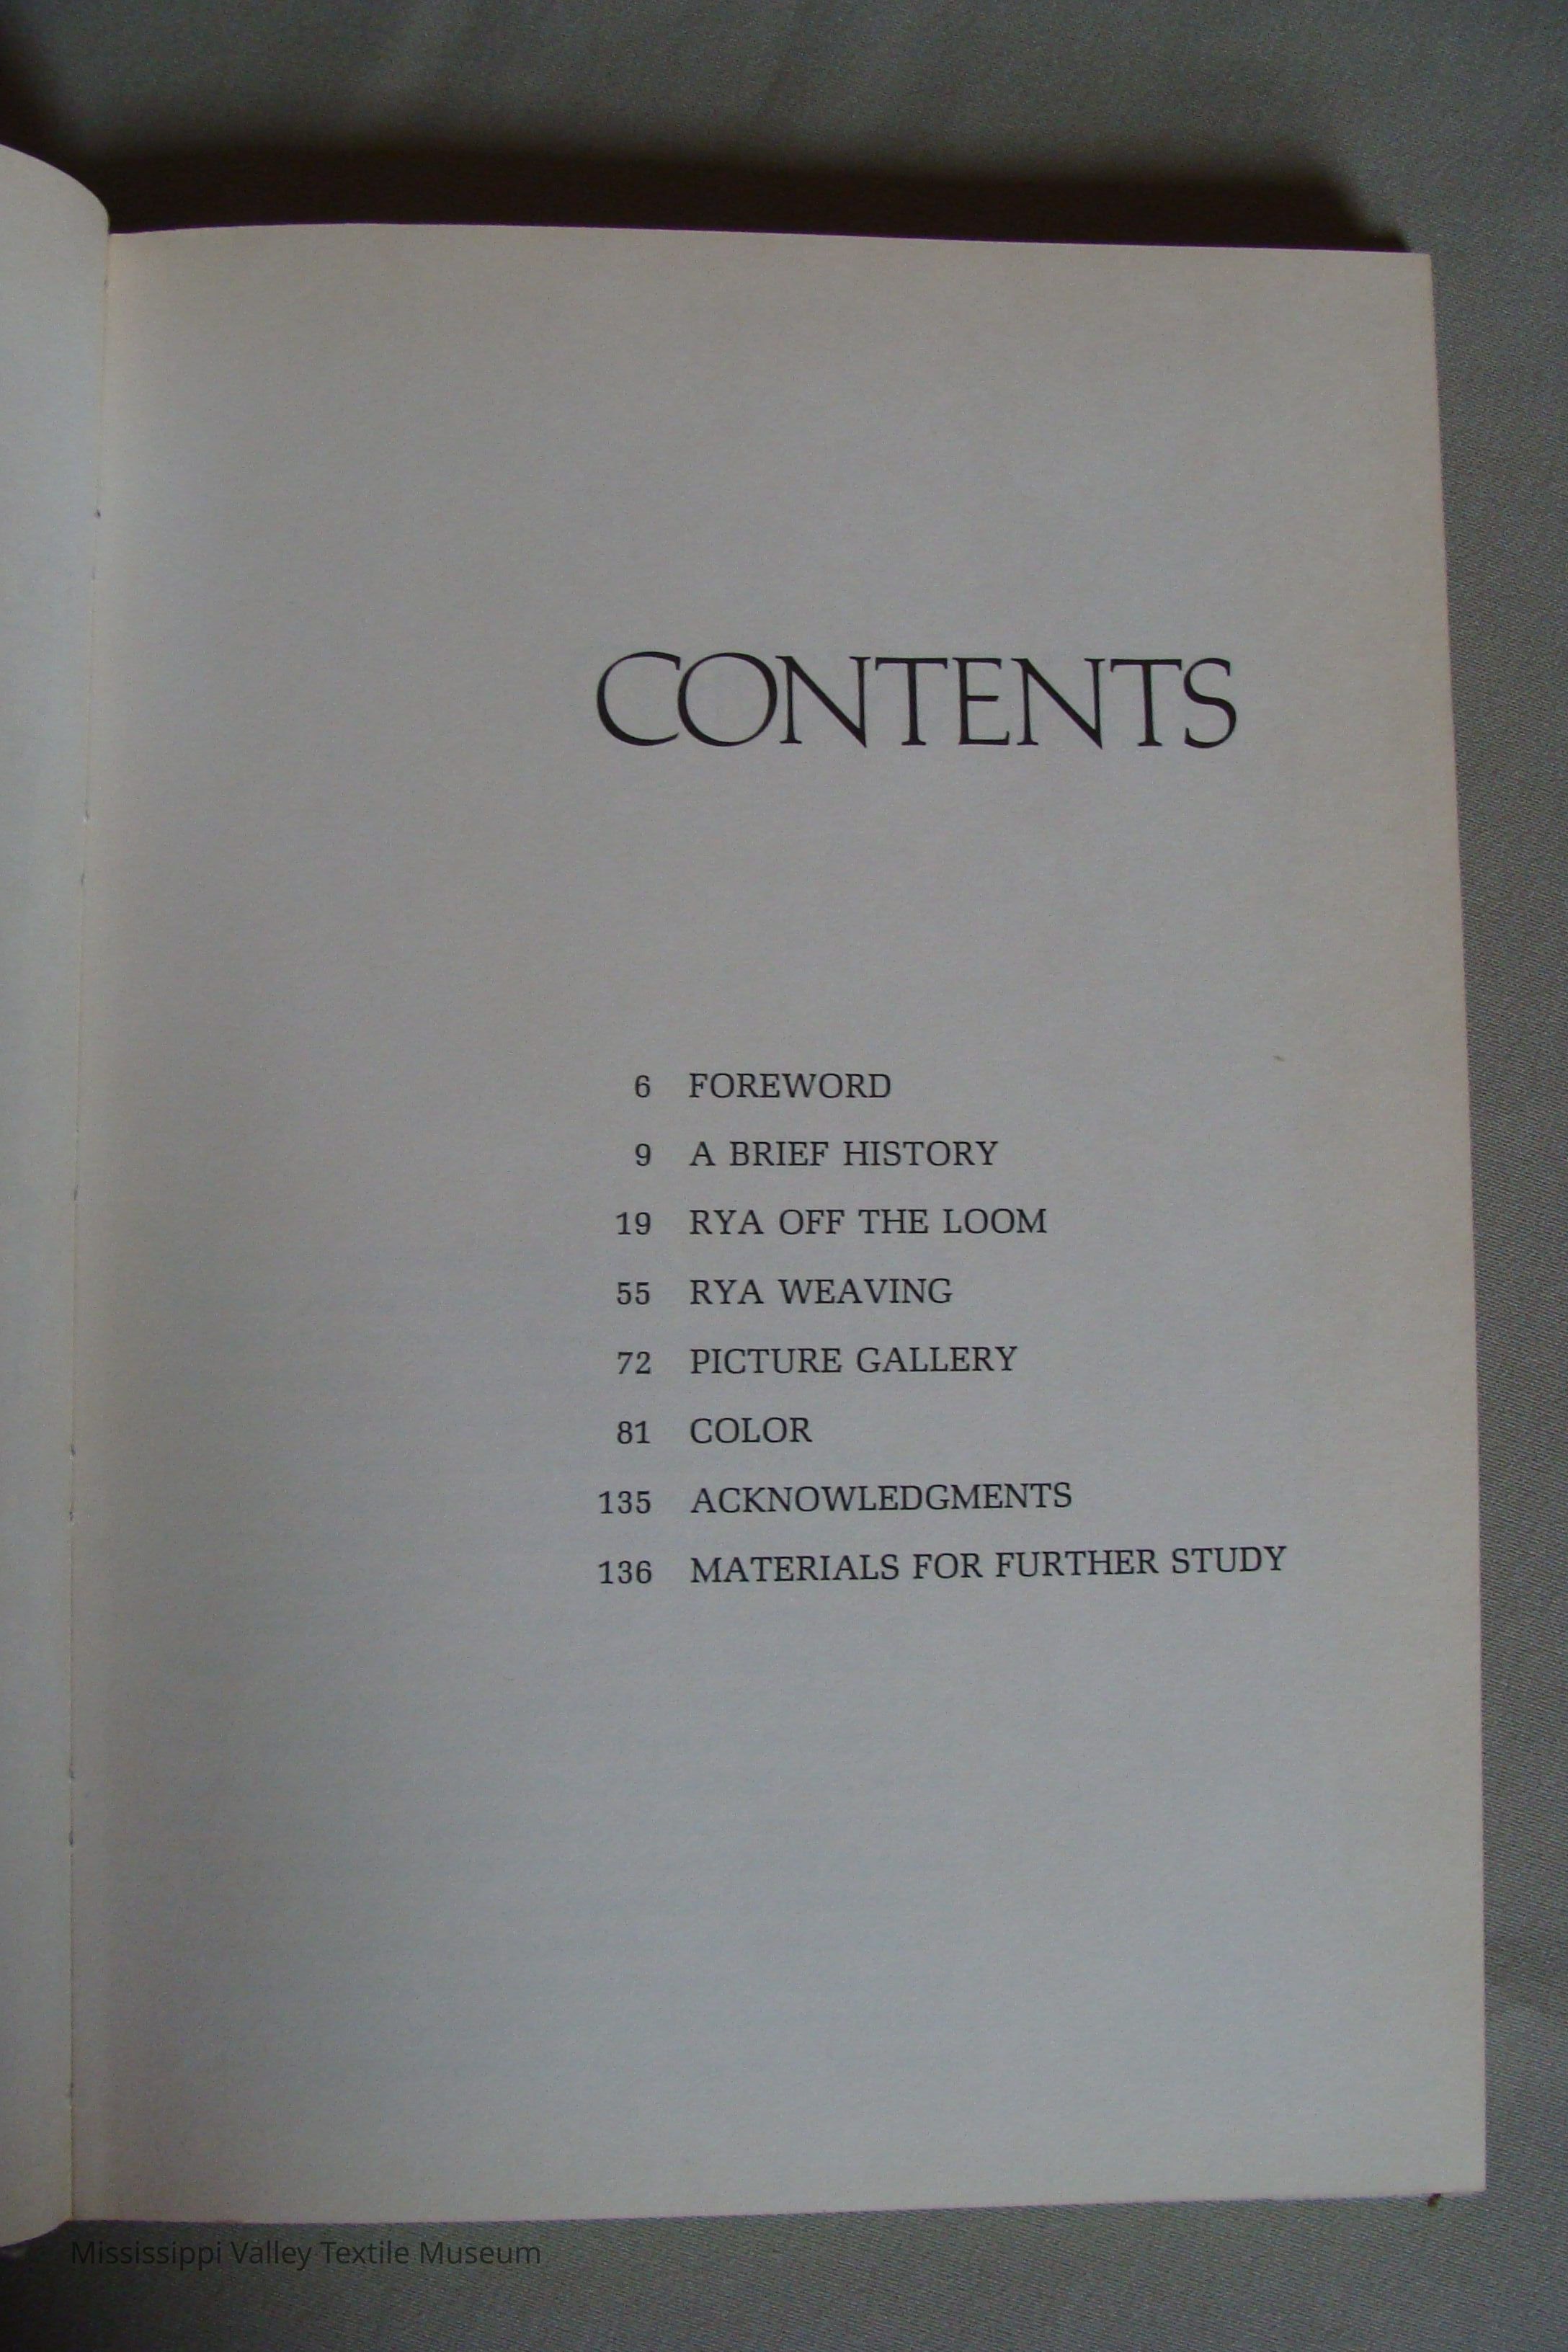 CONTENTS
6 FOREWORD
9 A BRIEF HISTORY
19 RYA OFF THE LOOM
55 RYA WEAVING
72 PICTURE GALLERY
81 COLOR
135 ACKNOWLEDGMENTS
136 MATERIALS FOR FURTHER STUDY
Mississippi Valley Textile Museum